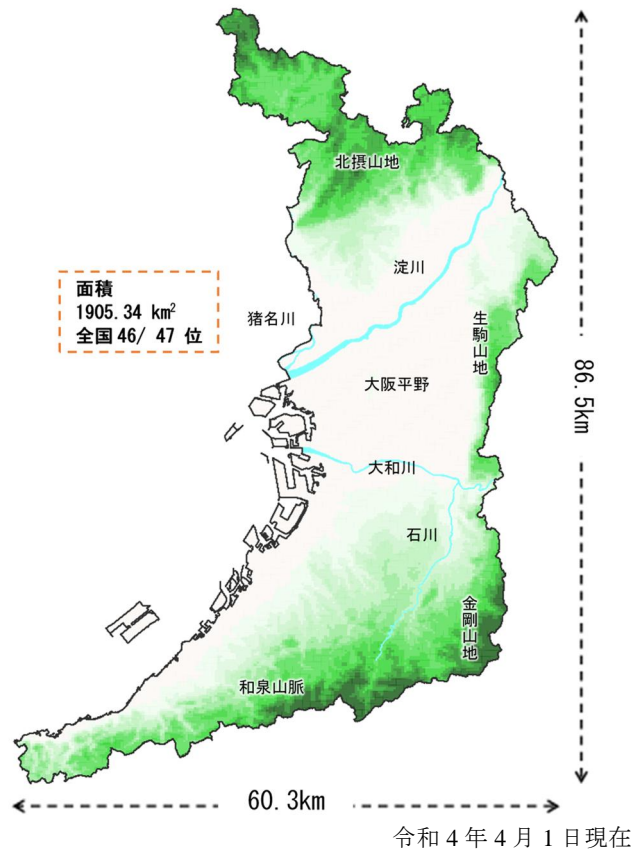 北摂山地
淀川
面積
1905.34 km²
全国46/ 47 位
猪名川
生駒山地
86.5km
大阪平野
大和川
石川
金剛山地
和泉山脈
60.3km
令和4年4月1日現在